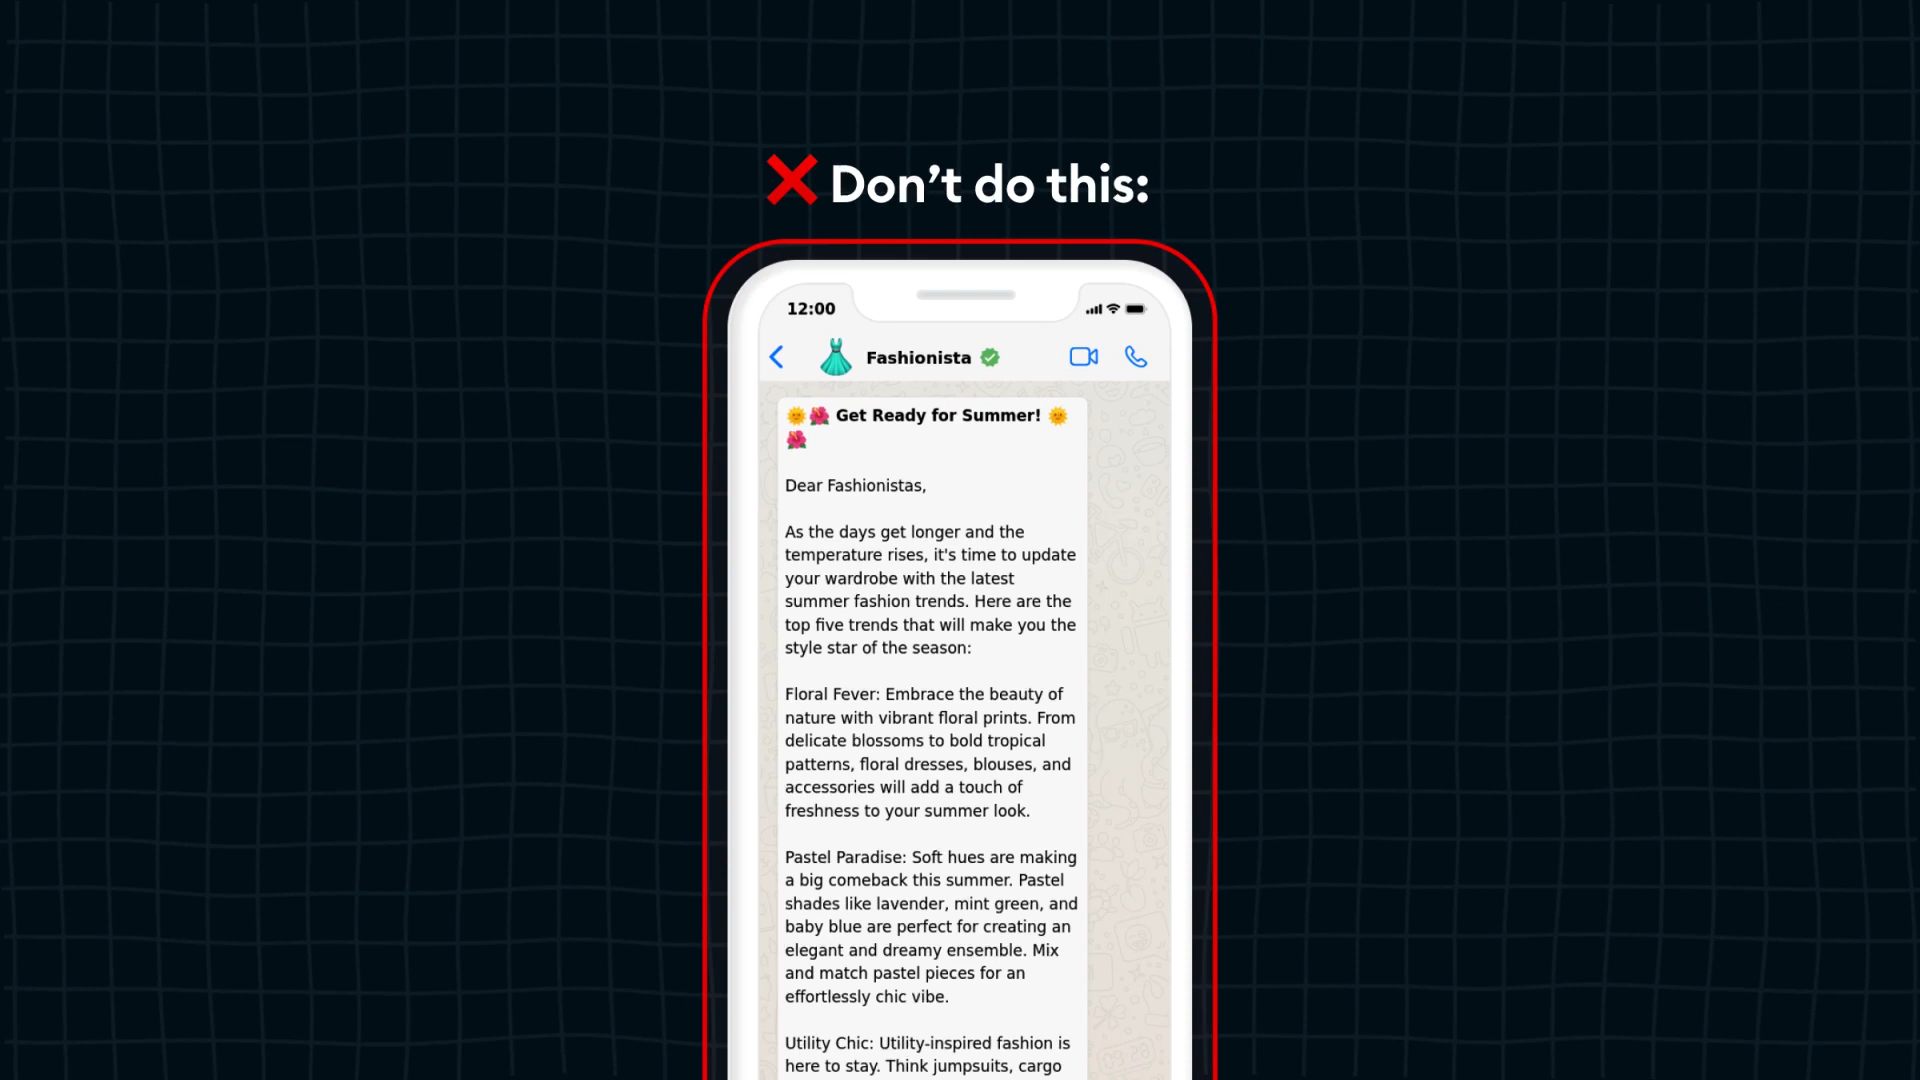 ❌ Don’t do this:
12:00
Fashionista
🌞🌺 Get Ready for Summer! 🌞
🌺
Dear Fashionistas,
As the days get longer and the
temperature rises, it's time to update
your wardrobe with the latest
summer fashion trends. Here are the
top five trends that will make you the
style star of the season:
Floral Fever: Embrace the beauty of
nature with vibrant floral prints. From
delicate blossoms to bold tropical
patterns, floral dresses, blouses, and
accessories will add a touch of
freshness to your summer look.
Pastel Paradise: Soft hues are making
a big comeback this summer. Pastel
shades like lavender, mint green, and
baby blue are perfect for creating an
elegant and dreamy ensemble. Mix
and match pastel pieces for an
effortlessly chic vibe.
Utility Chic: Utility-inspired fashion is
here to stay. Think jumpsuits, cargo